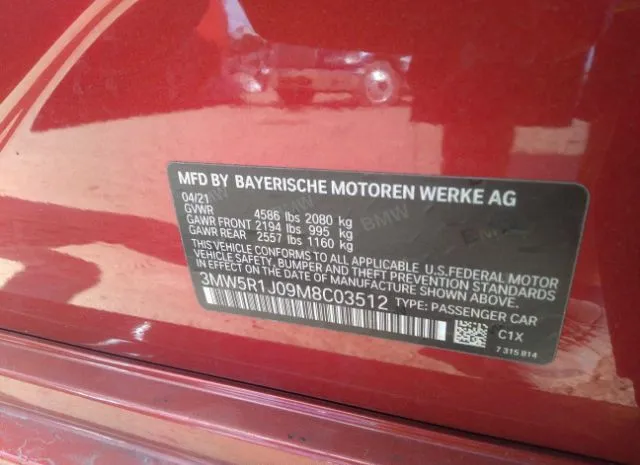 MFD BY BAYERISCHE MOTOREN WERKE AG
04/21
GVWR 4586 lbs 2080 kg
GAWR FRONT 2194 lbs 995 kg
GAWR REAR 2557 lbs 1160 kg
THIS VEHICLE CONFORMS TO ALL APPLICABLE U.S.FEDERAL MOTOR
VEHICLE SAFETY, BUMPER, AND THEFT PREVENTION STANDARDS
IN EFFECT ON THE DATE OF MANUFACTURE SHOWN ABOVE.
3MW5R1J09M8C03512 TYPE: PASSENGER CAR
C1X
7 315 814
BMW
BMW